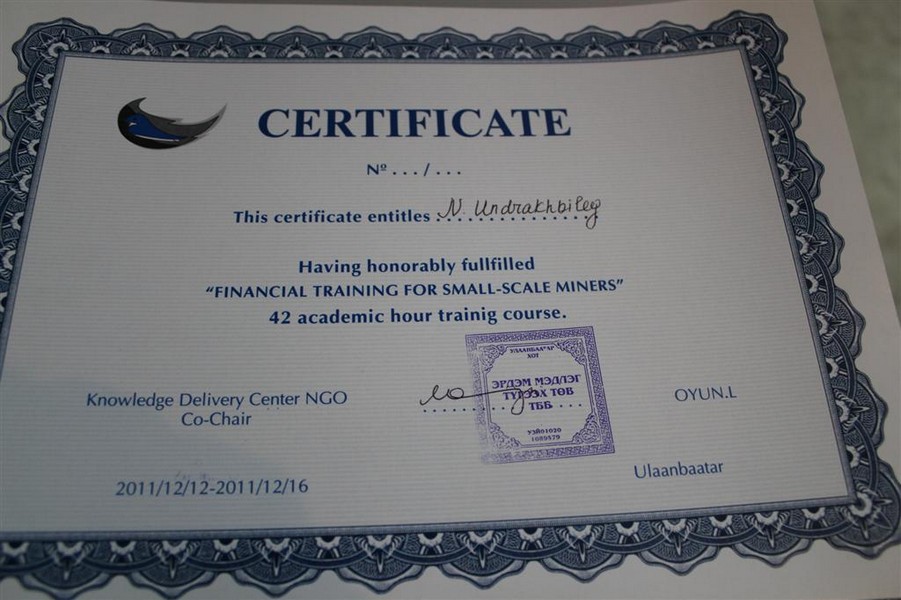 CERTIFICATE
Nº . . . / . . .
This certificate entitles N. Undrakhbileg
Having honorably fullfilled
“FINANCIAL TRAINING FOR SMALL-SCALE MINERS”
42 academic hour trainig course.
УЛААНБААТАР
ХОТ
ЭРДЭМ МЭДЛЭГ
ТҮГЭЭХ ТӨВ
ТББ
Knowledge Delivery Center NGO
Co-Chair
OYUN.L
Ulaanbaatar
2011/12/12-2011/12/16